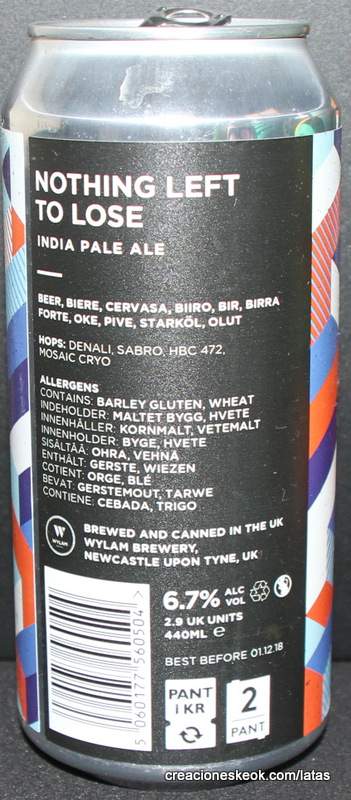 NOTHING LEFT
TO LOSE
INDIA PALE ALE
BEER, BIERE, CERVASA, BIIRO, BIR, BIRRA
FORTE, OKE, PIVE, STARKÖL, OLUT
HOPS: DENALI, SABRO, HBC 472,
MOSAIC CRYO
ALLERGENS
CONTAINS: BARLEY GLUTEN, WHEAT
INDEHOLDER: MALTET BYGG, HVETE
INNEHÅLLER: KORNMALT, VETEMALT
INNENHOLDER: BYGE, HVETE
SISÄLTÄÄ: OHRA, VEHNÄ
ENTHÄLT: GERSTE, WIEZEN
COTIENT: ORGE, BLÉ
BEVAT: GERSTEMOUT, TARWE
CONTIENE: CEBADA, TRIGO
W
WYLAM
BREWED AND CANNED IN THE UK
WYLAM BREWERY,
NEWCASTLE UPON TYNE, UK
6.7% ALC
VOL
2.9 UK UNITS
440ML e
BEST BEFORE 01.12.18
5 060177 560504 >
PANT
1 KR
2
PANT
creacioneskeok.com/latas